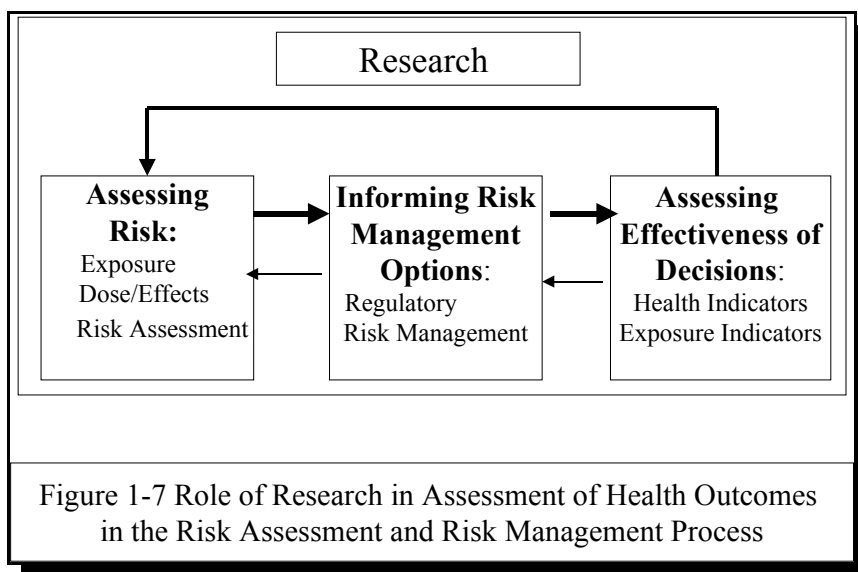 Research
Assessing
Risk:
Exposure
Dose/Effects
Risk Assessment
Informing Risk
Management
Options:
Regulatory
Risk Management
Assessing
Effectiveness of
Decisions:
Health Indicators
Exposure Indicators
Figure 1-7 Role of Research in Assessment of Health Outcomes
in the Risk Assessment and Risk Management Process